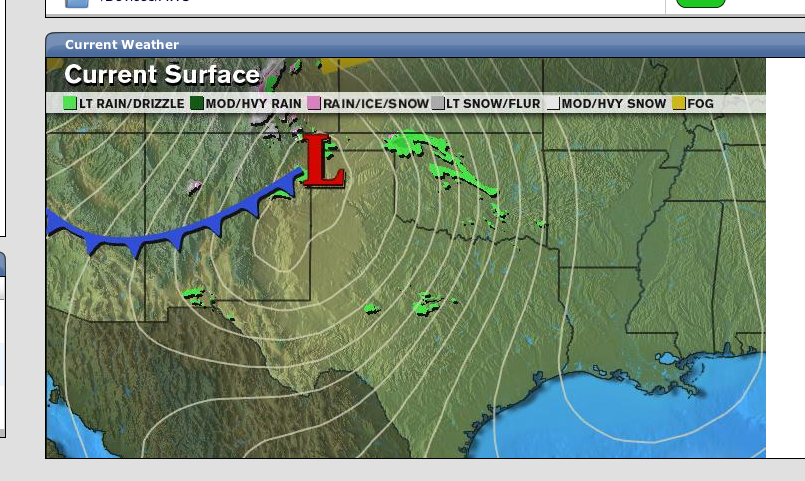 Current Weather
Current Surface
LT RAIN/DRIZZLE MOD/HVY RAIN RAIN/ICE/SNOW LT SNOW/FLUR MOD/HVY SNOW FOG
L